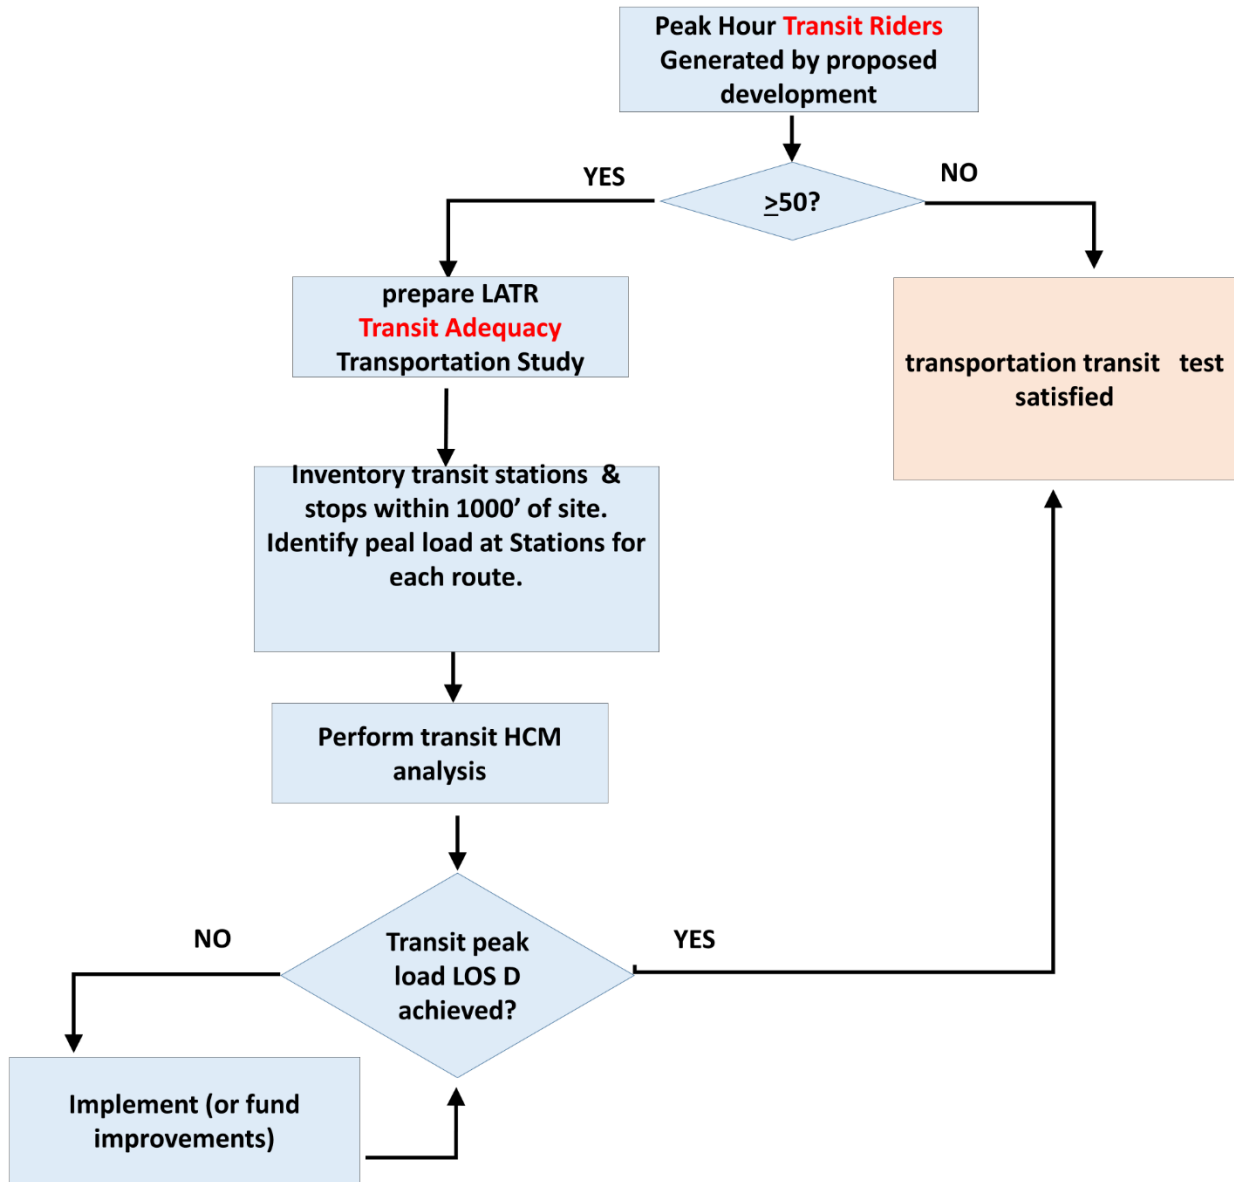 Peak Hour Transit Riders
Generated by proposed
development
YES
NO
≥50?
prepare LATR
Transit Adequacy
Transportation Study
transportation transit test
satisfied
Inventory transit stations &
stops within 1000’ of site.
Identify peal load at Stations for
each route.
Perform transit HCM
analysis
NO
Transit peak
load LOS D
achieved?
YES
Implement (or fund
improvements)